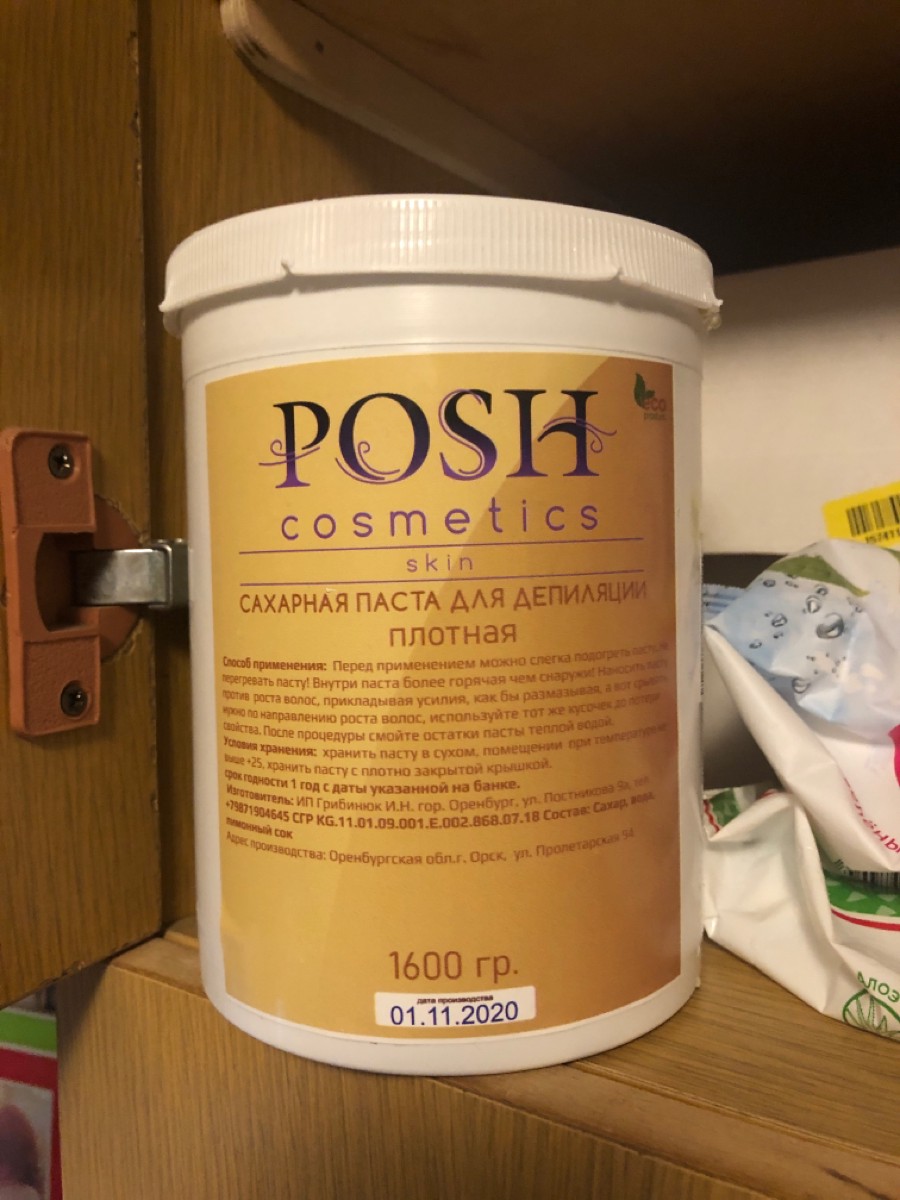 POSH
eco
cosmetics
skin
САХАРНАЯ ПАСТА ДЛЯ ДЕПИЛЯЦИИ
ПЛОТНАЯ
Способ применения: Перед применением можно слегка подогреть пасту. Не
перегревать пасту! Внутри паста более горячая чем снаружи! Наносить пасту
против роста волос, прикладывая усилия, как бы размазывая, а вот срывать
нужно по направлению роста волос, используйте тот же кусочек до потери
свойства. После процедуры смойте остатки пасты теплой водой.
Условия хранения: хранить пасту в сухом, помещении при температуре не
выше +25, хранить пасту с плотно закрытой крышкой.
срок годности 1 год с даты указанной на банке.
Изготовитель: ИП Грибинюк И.Н. гор. Оренбург, ул. Постникова тел.
+79871904645 СГР KG.11.01.09.001.E.002.868.07.18 Состав: Сахар, вода,
лимонный сок
Адрес производства: Оренбургская обл.г. Орск, ул. Пролетарская 94
1600 гр.
дата производства
01.11.2020
АЛОЭ